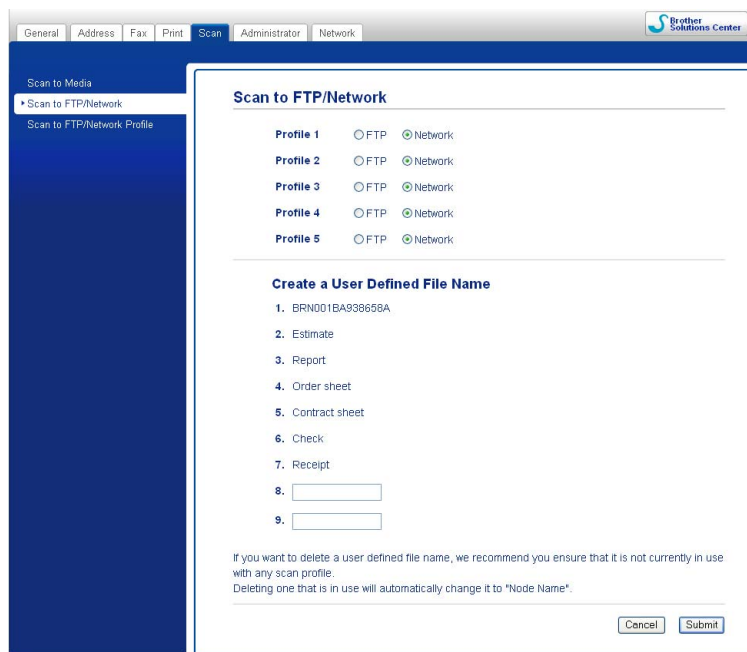 Brother
Solutions Center
General Address Fax Print Scan Administrator Network
Scan to Media
Scan to FTP/Network
Scan to FTP/Network Profile
Scan to FTP/Network
Profile 1 FTP Network
Profile 2 FTP Network
Profile 3 FTP Network
Profile 4 FTP Network
Profile 5 FTP Network
Create a User Defined File Name
1. BRN001BA938658A
2. Estimate
3. Report
4. Order sheet
5. Contract sheet
6. Check
7. Receipt
8.
9.
If you want to delete a user defined file name, we recommend you ensure that it is not currently in use
with any scan profile.
Deleting one that is in use will automatically change it to "Node Name".
Cancel Submit